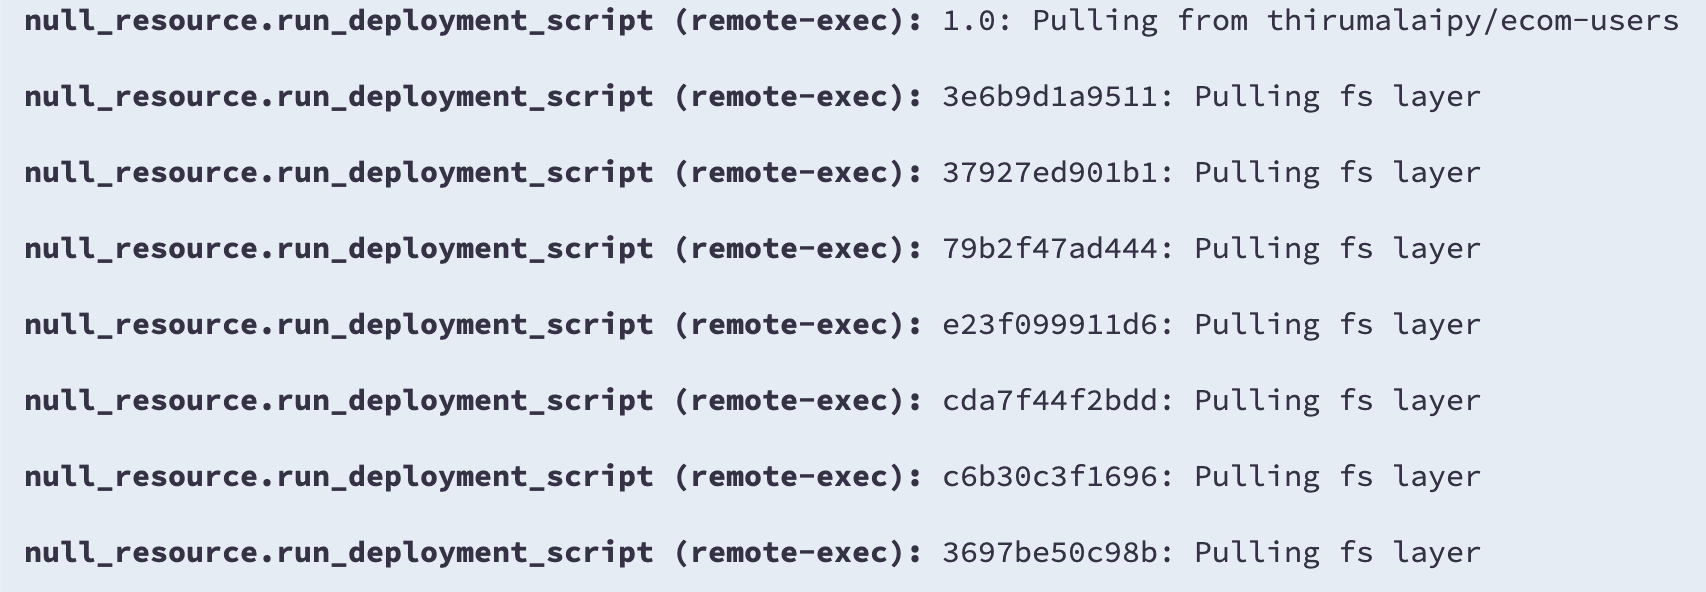 null_resource.run_deployment_script (remote-exec): 1.0: Pulling from thirumalaipy/ecom-users
null_resource.run_deployment_script (remote-exec): 3e6b9d1a9511: Pulling fs layer
null_resource.run_deployment_script (remote-exec): 37927ed901b1: Pulling fs layer
null_resource.run_deployment_script (remote-exec): 79b2f47ad444: Pulling fs layer
null_resource.run_deployment_script (remote-exec): e23f099911d6: Pulling fs layer
null_resource.run_deployment_script (remote-exec): cda7f44f2bdd: Pulling fs layer
null_resource.run_deployment_script (remote-exec): c6b30c3f1696: Pulling fs layer
null_resource.run_deployment_script (remote-exec): 3697be50c98b: Pulling fs layer